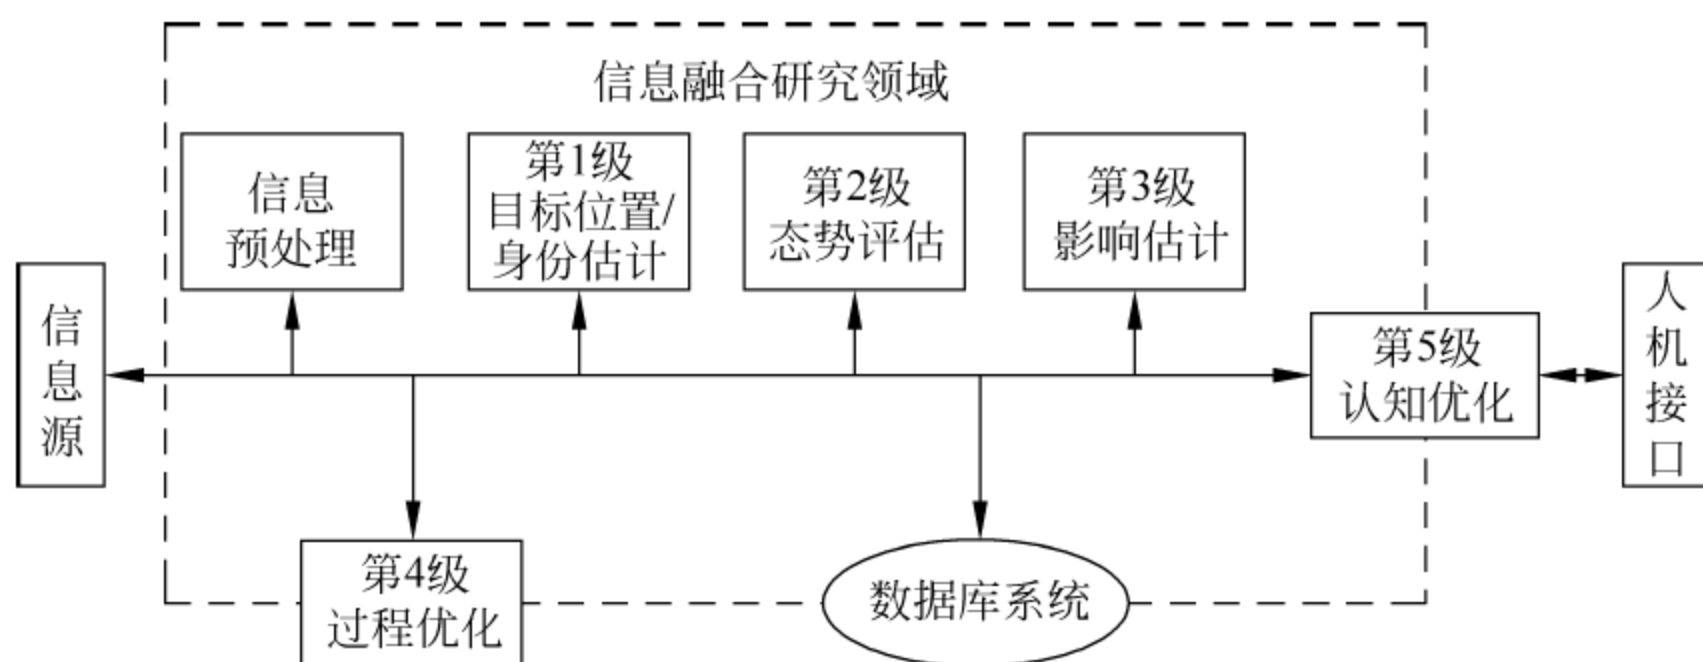 信息融合研究领域
信息
预处理
第1级
目标位置/
身份估计
第2级
态势评估
第3级
影响估计
信
息
源
第5级
认知优化
人
机
接
口
第4级
过程优化
数据库系统